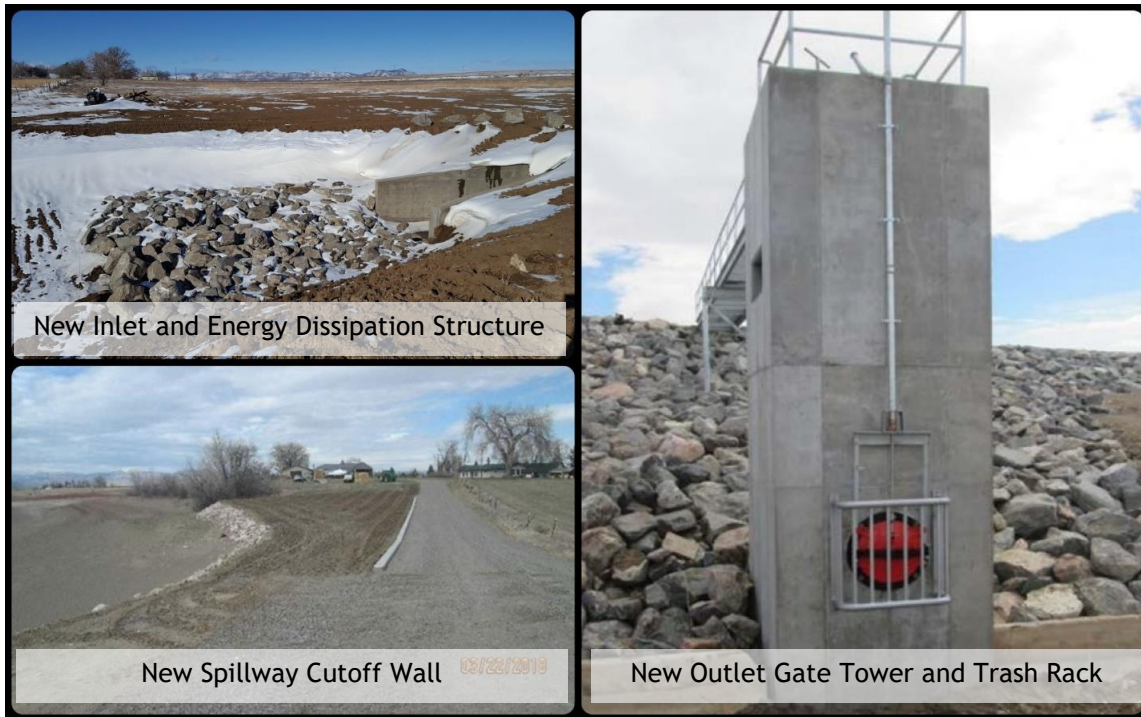 New Inlet and Energy Dissipation Structure
New Spillway Cutoff Wall
03/22/2019
New Outlet Gate Tower and Trash Rack